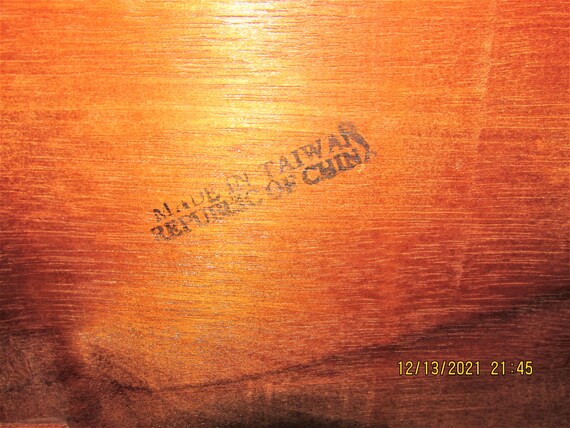 MADE IN TAIWAN
REPUBLIC OF CHINA
12/13/2021 21:45